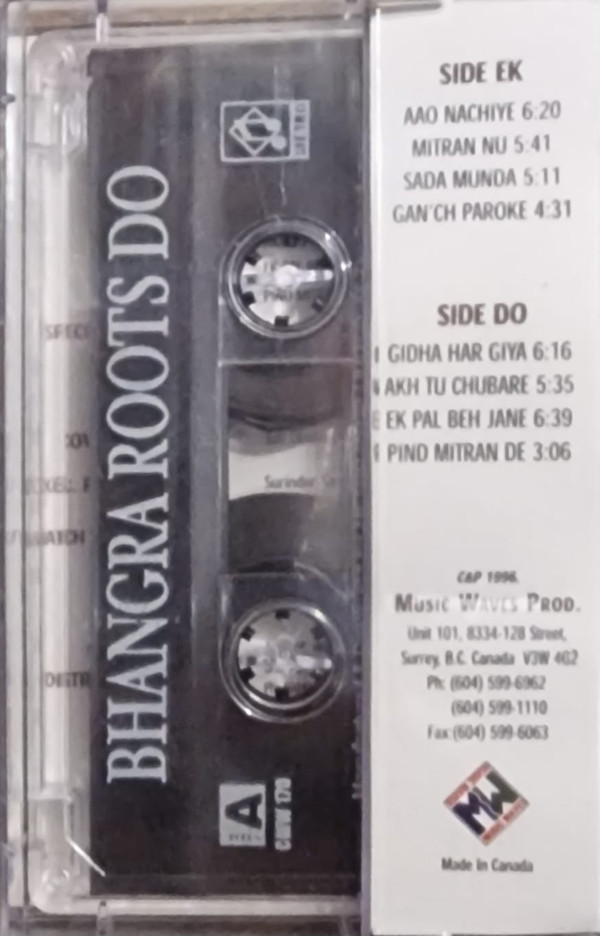 BHANGRA ROOTS DO
METRO
A
SIDE EK
AAO NACHIYE 6:20
MITRAN NU 5:41
SADA MUNDA 5:11
GAN'CH PAROKE 4:31
SIDE DO
GIDHA HAR GIYA 6:16
AKH TU CHUBARE 5:35
EK PAL BEH JANE 6:39
PIND MITRAN DE 3:06
C&P 1996.
MUSIC WAVES PROD.
Unit 101, 8334-128 Street,
Surrey, B.C. Canada V3W 4G2
Ph: (604) 599-6962
(604) 599-1110
Fax:(604) 599-6063
MW
Made In Canada
Surinder